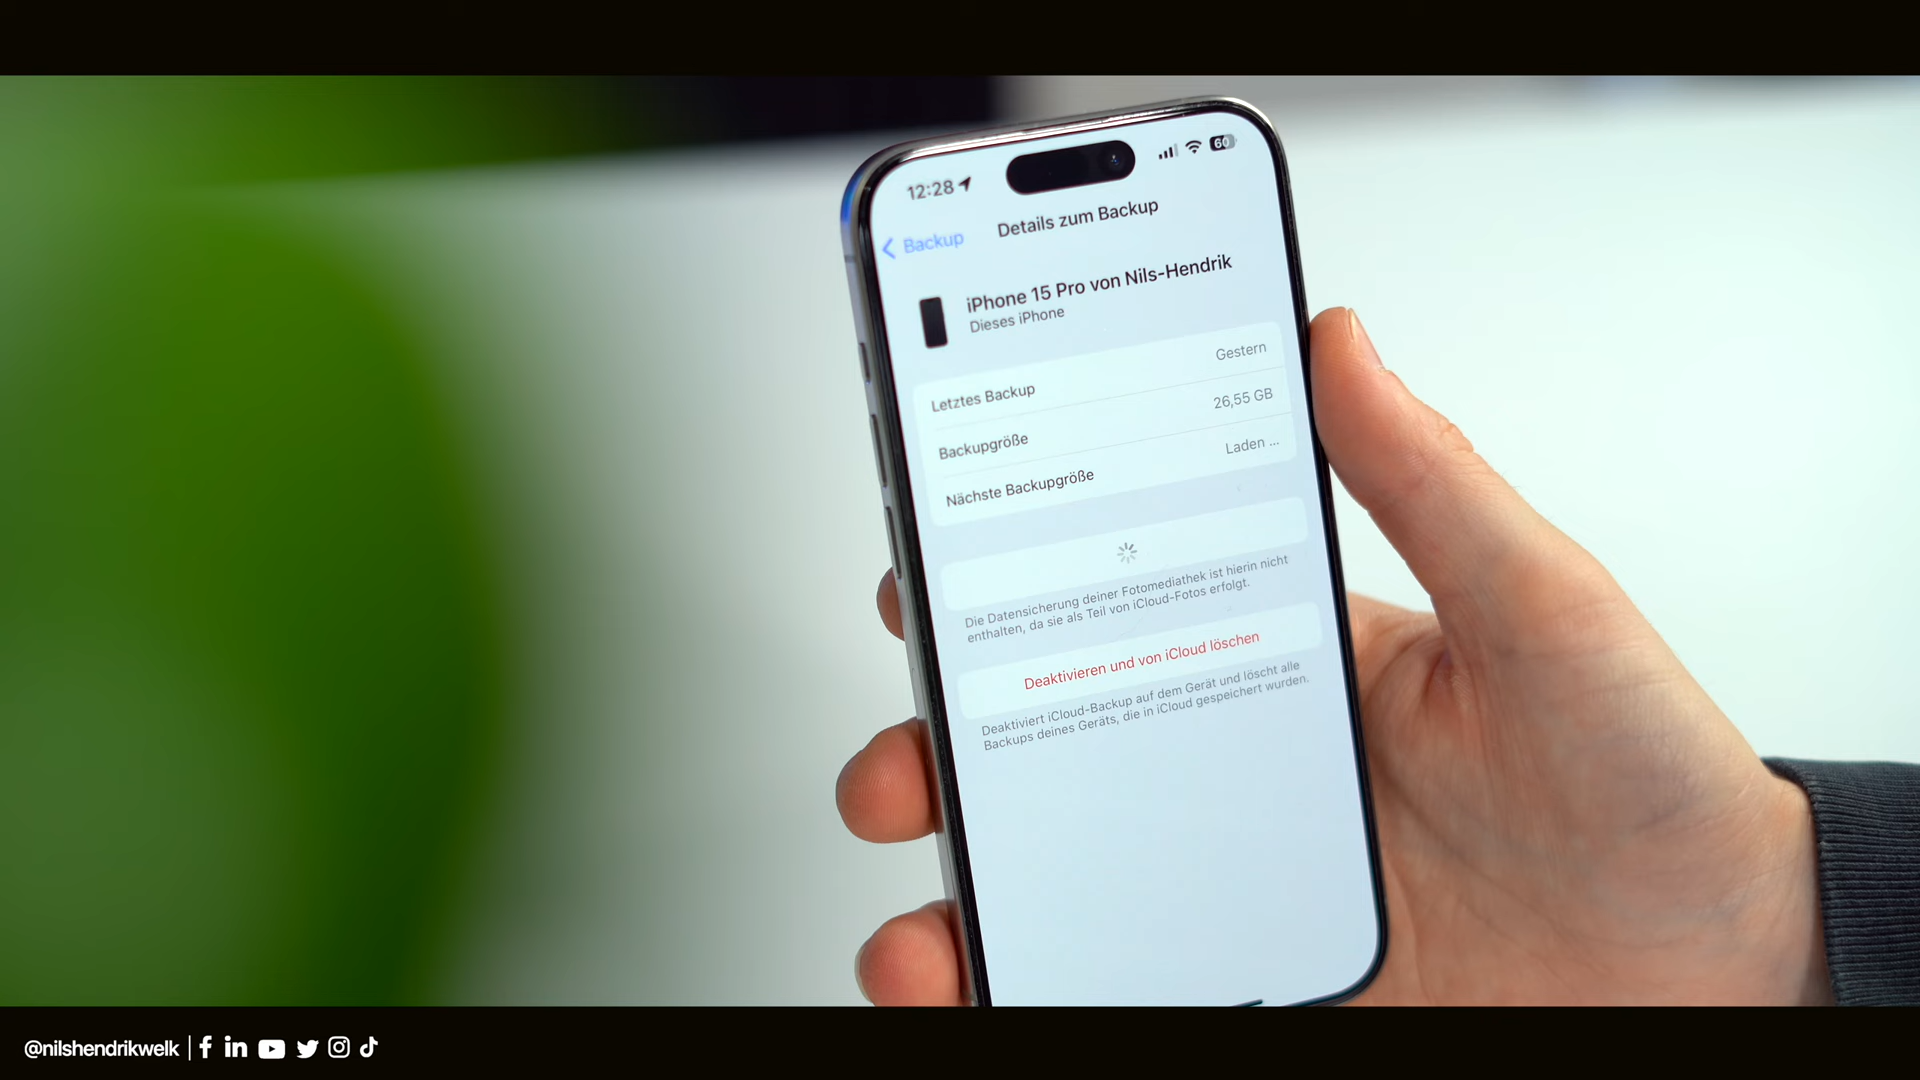 12:28
60
Backup
Details zum Backup
iPhone 15 Pro von Nils-Hendrik
Dieses iPhone
Letztes Backup
Gestern
Backupgröße
26,55 GB
Nächste Backupgröße
Laden ...
Die Datensicherung deiner Fotomediathek ist hierin nicht
enthalten, da sie als Teil von iCloud-Fotos erfolgt.
Deaktivieren und von iCloud löschen
Deaktiviert iCloud-Backup auf dem Gerät und löscht alle
Backups deines Geräts, die in iCloud gespeichert wurden.
@nilshendrikwelk